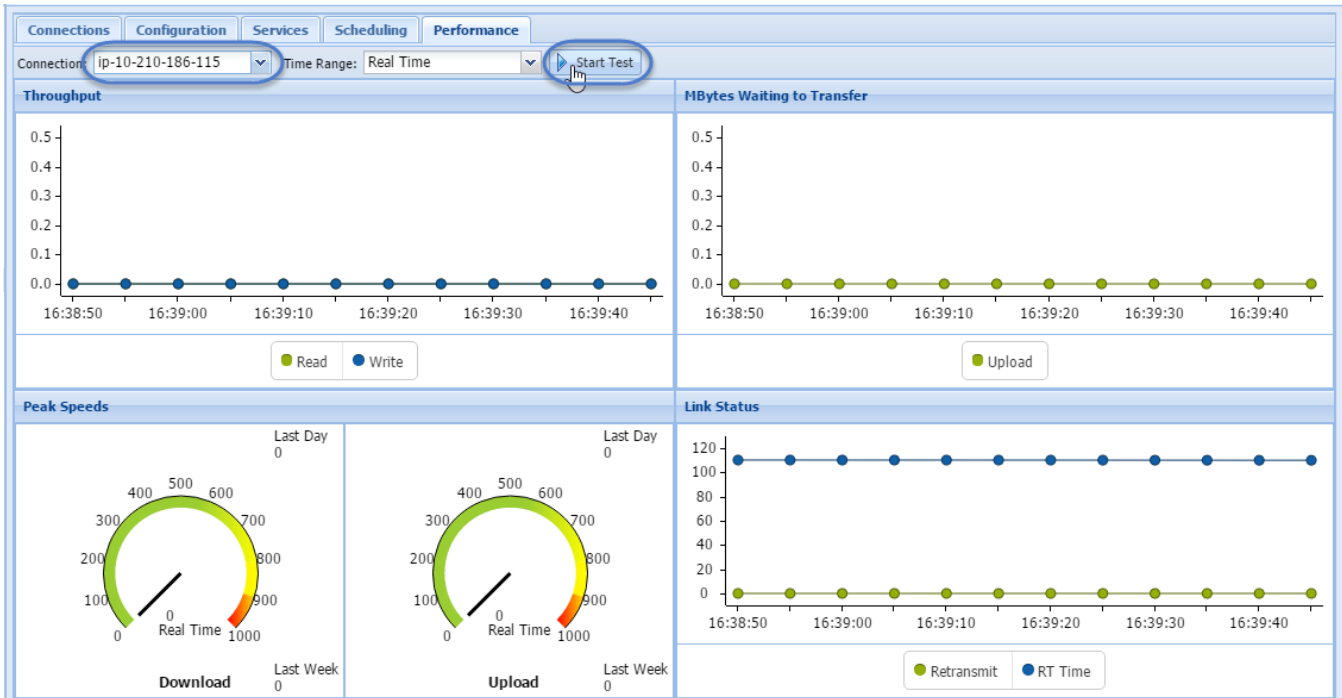 Connections Configuration Services Scheduling Performance
Connection: ip-10-210-186-115 Time Range: Real Time Start Test
Throughput
0.5
0.4
0.3
0.2
0.1
0.0
16:38:50 16:39:00 16:39:10 16:39:20 16:39:30 16:39:40
Read Write
MBytes Waiting to Transfer
0.5
0.4
0.3
0.2
0.1
0.0
16:38:50 16:39:00 16:39:10 16:39:20 16:39:30 16:39:40
Upload
Peak Speeds
Last Day
0
0 100 200 300 400 500 600 700 800 900 1000
0
Real Time
Download
Last Week
0
Last Day
0
0 100 200 300 400 500 600 700 800 900 1000
0
Real Time
Upload
Last Week
0
Link Status
120
100
80
60
40
20
0
16:38:50 16:39:00 16:39:10 16:39:20 16:39:30 16:39:40
Retransmit RT Time